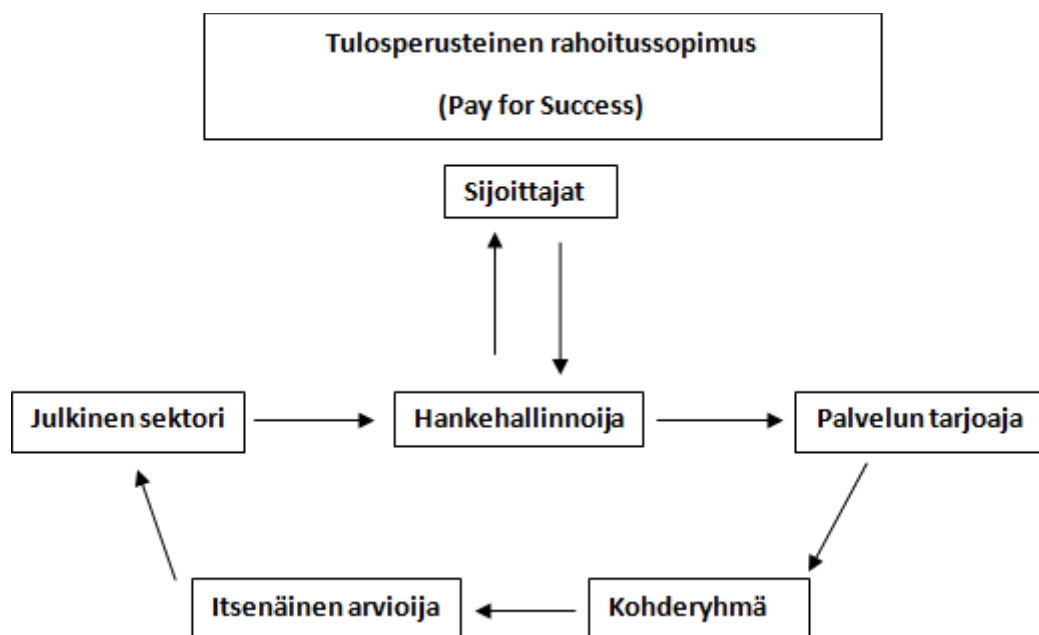 Tulosperusteinen rahoitussopimus
(Pay for Success)
Sijoittajat
Julkinen sektori
Hankehallinnoija
Palvelun tarjoaja
Itsenäinen arvioija
Kohderyhmä